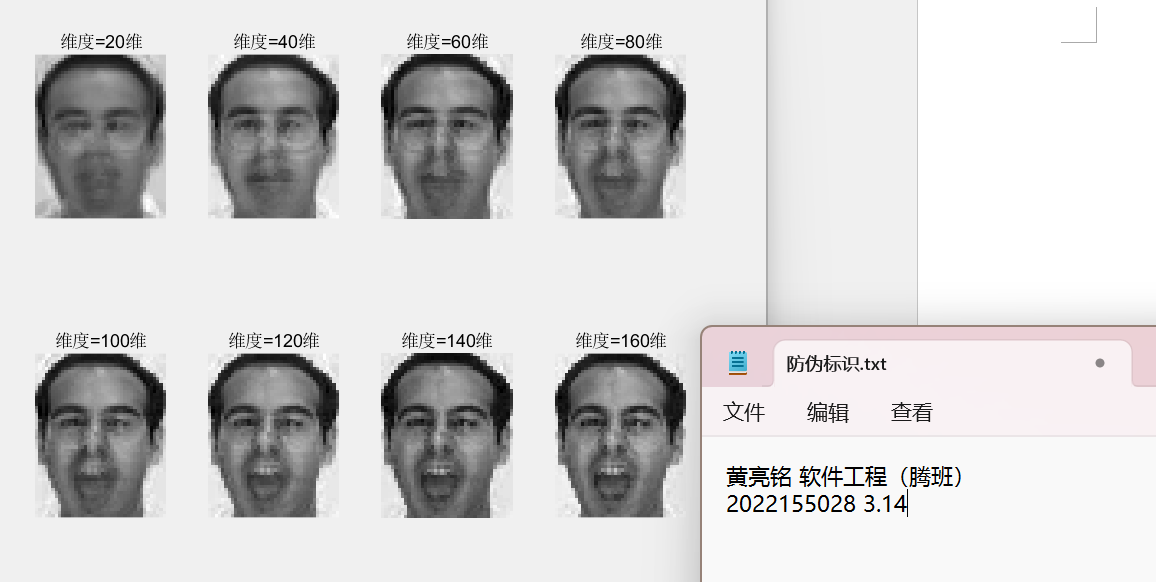 维度=20维
维度=40维
维度=60维
维度=80维
维度=100维
维度=120维
维度=140维
维度=160维
防伪标识.txt
文件 编辑 查看
黄亮铭 软件工程（腾班）
2022155028 3.14